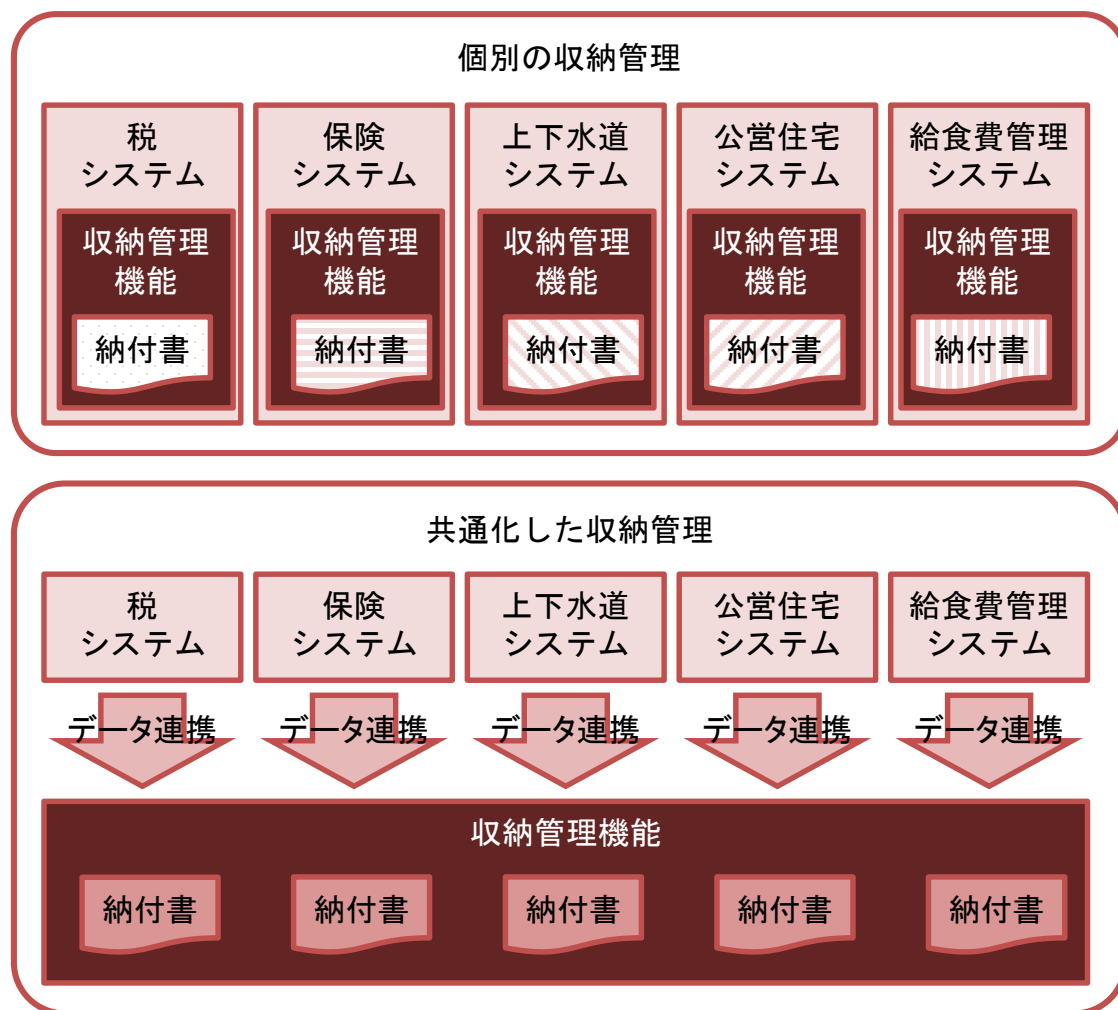 個別の収納管理
税
システム
保険
システム
上下水道
システム
公営住宅
システム
給食費管理
システム
収納管理
機能
収納管理
機能
収納管理
機能
収納管理
機能
収納管理
機能
納付書
納付書
納付書
納付書
納付書
共通化した収納管理
税
システム
保険
システム
上下水道
システム
公営住宅
システム
給食費管理
システム
データ連携
データ連携
データ連携
データ連携
データ連携
収納管理機能
納付書
納付書
納付書
納付書
納付書